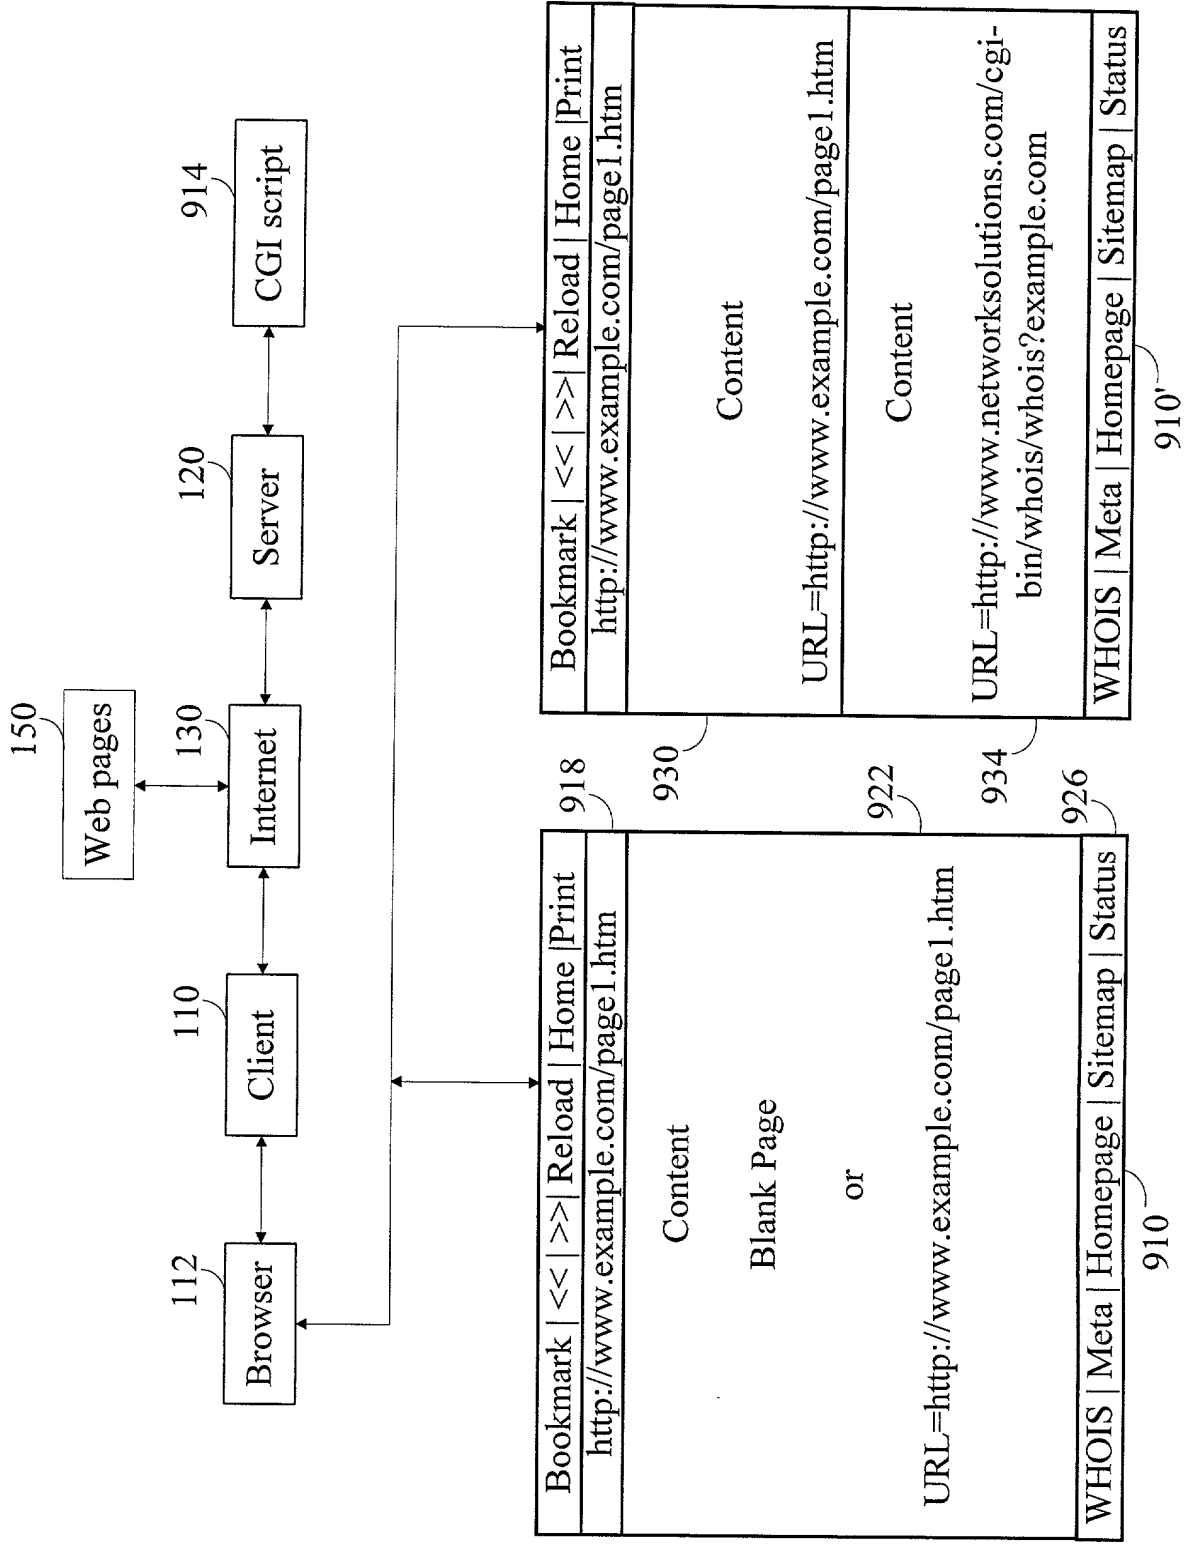 150
Web pages
112
110
130
120
914
Browser
Client
Internet
Server
CGI script
Bookmark | << | >>| Reload | Home |Print
http://www.example.com/page1.htm
918
Content
Blank Page
or
922
URL=http://www.example.com/page1.htm
926
WHOIS | Meta | Homepage | Sitemap | Status
910
Bookmark | << | >>| Reload | Home |Print
http://www.example.com/page1.htm
930
Content
URL=http://www.example.com/page1.htm
Content
934
URL=http://www.networksolutions.com/cgi-
bin/whois/whois?example.com
WHOIS | Meta | Homepage | Sitemap | Status
910'